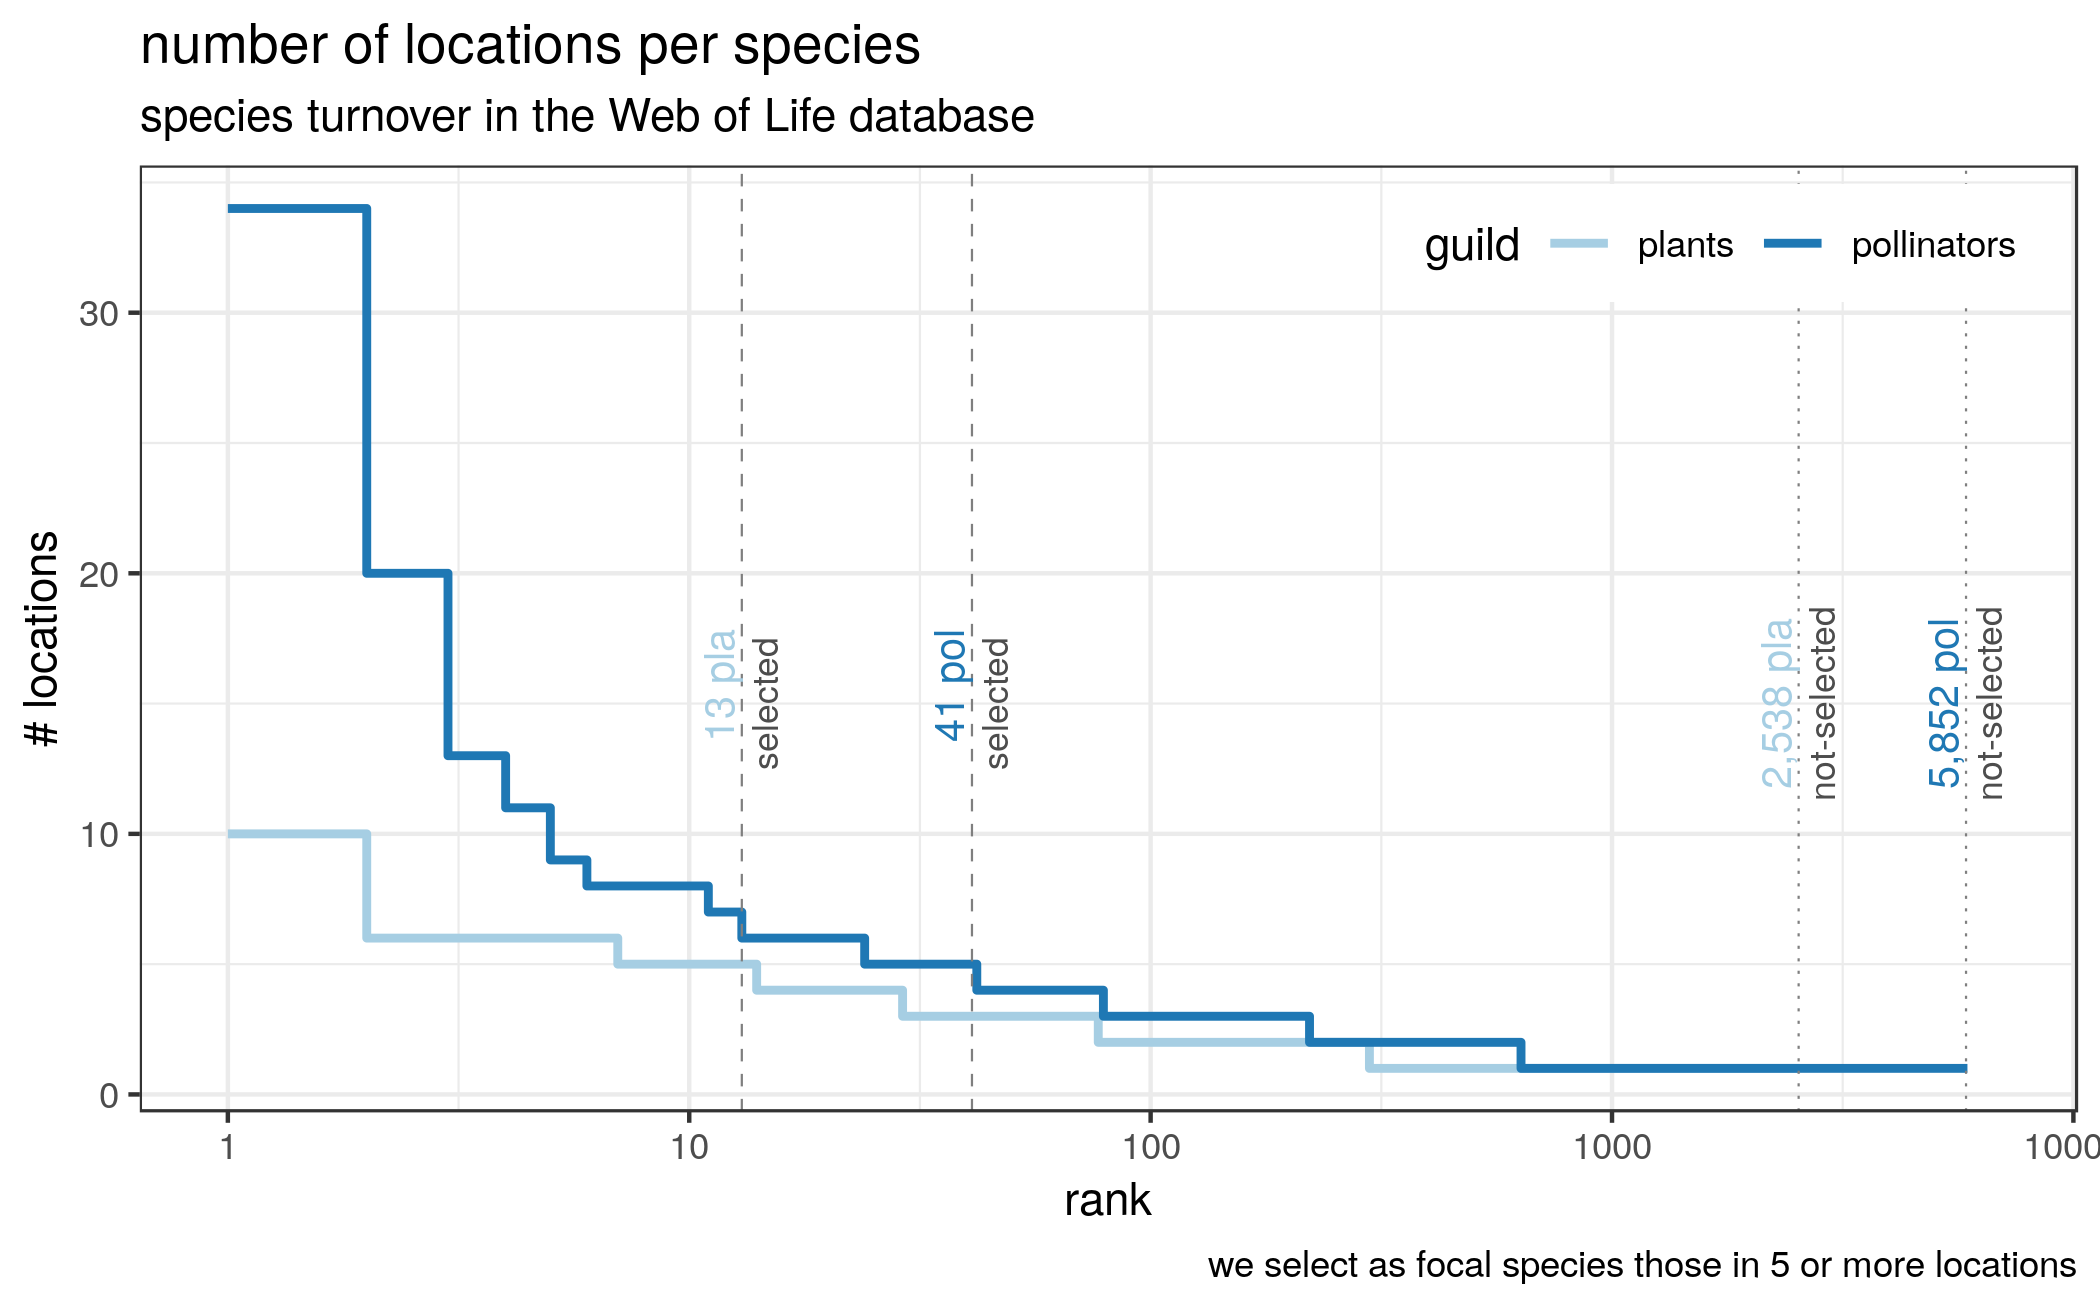 number of locations per species
species turnover in the Web of Life database
guild plants pollinators
# locations
30
20
10
0
13 pla
selected
41 pol
selected
2,538 pla
not-selected
5,852 pol
not-selected
1 10 100 1000 1000
rank
we select as focal species those in 5 or more locations